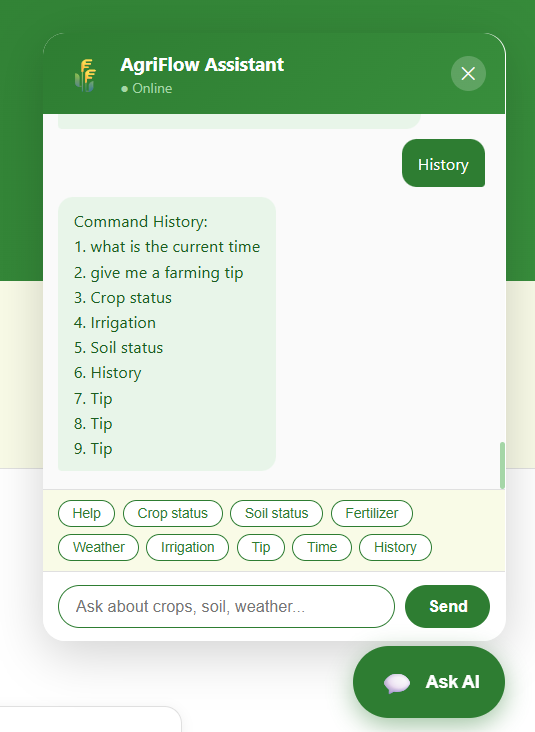 AgriFlow Assistant
● Online
History
Command History:
1. what is the current time
2. give me a farming tip
3. Crop status
4. Irrigation
5. Soil status
6. History
7. Tip
8. Tip
9. Tip
Help Crop status Soil status Fertilizer
Weather Irrigation Tip Time History
Ask about crops, soil, weather... Send
Ask AI